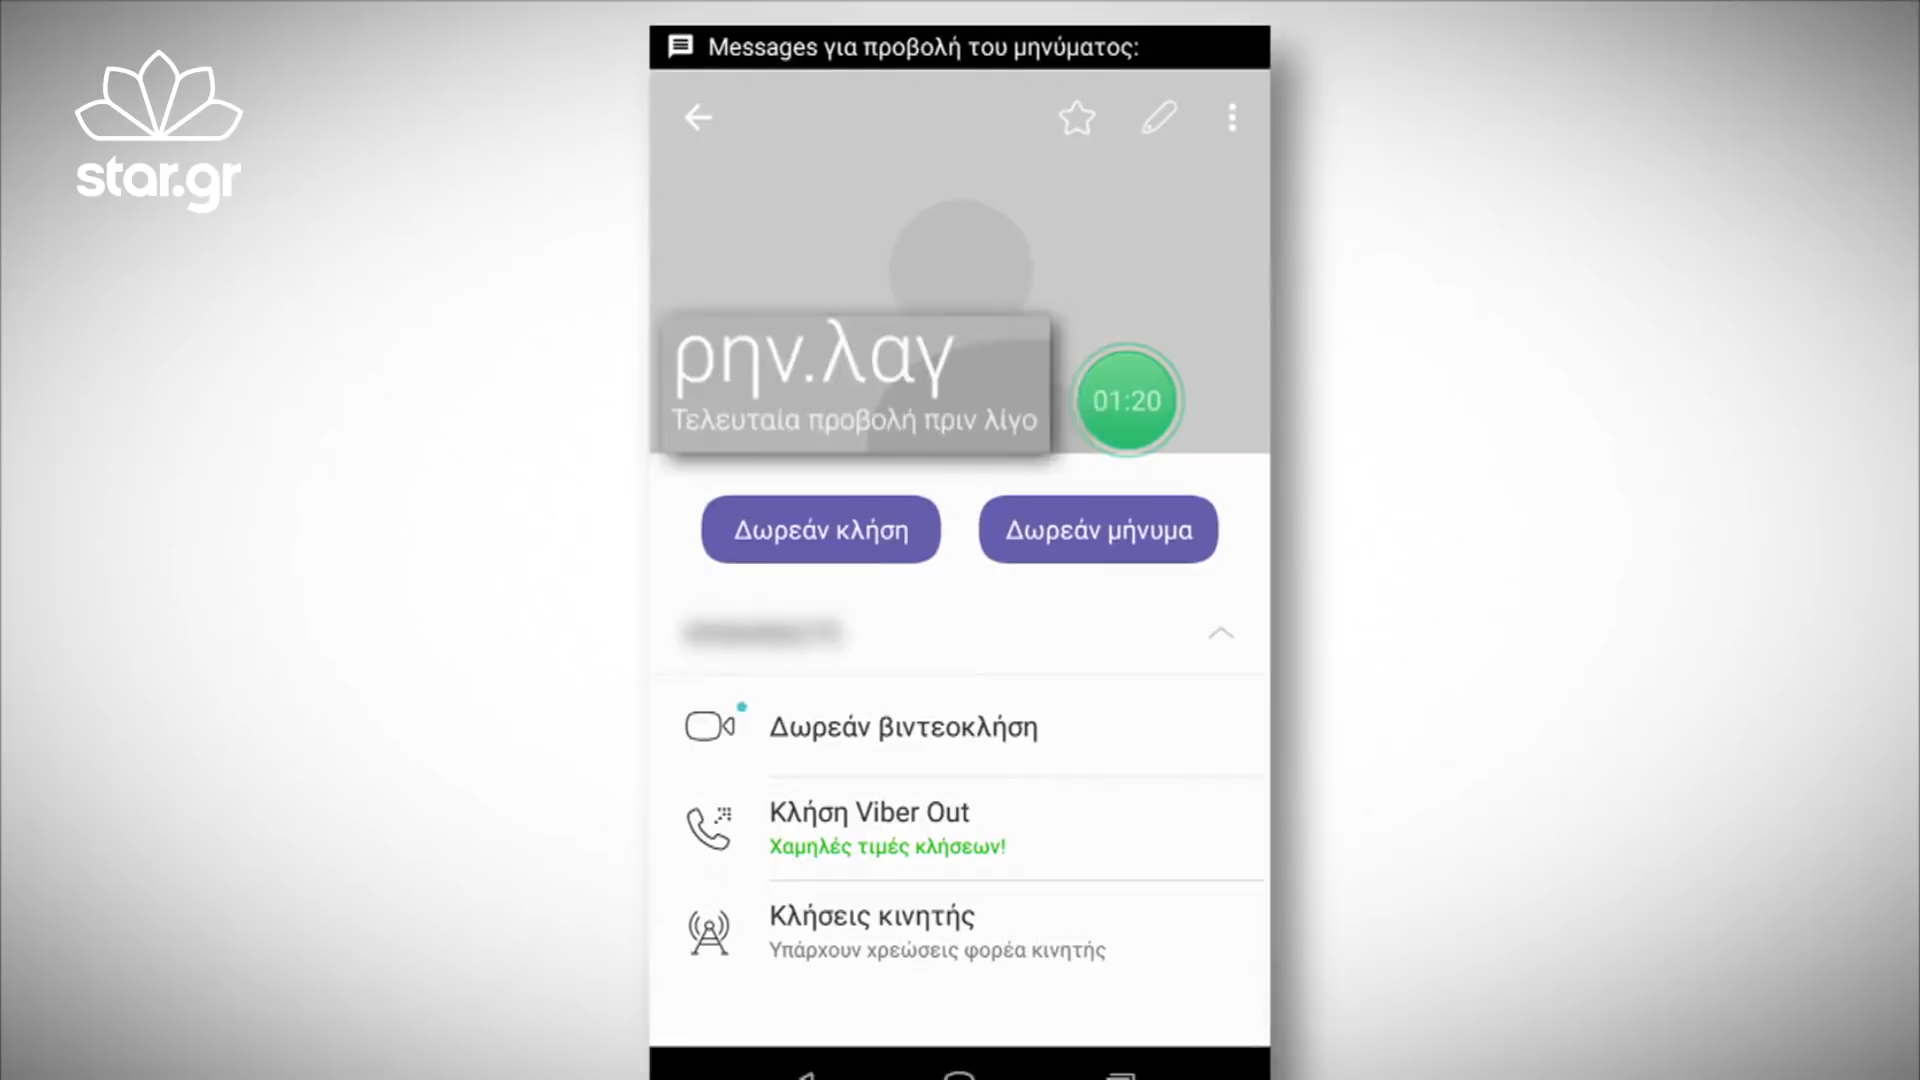 Messages για προβολή του μηνύματος:
star.gr
ρην.λαγ
Τελευταία προβολή πριν λίγο
01:20
Δωρεάν κλήση
Δωρεάν μήνυμα
Δωρεάν βιντεοκλήση
Κλήση Viber Out
Χαμηλές τιμές κλήσεων!
Κλήσεις κινητής
Υπάρχουν χρεώσεις φορέα κινητής